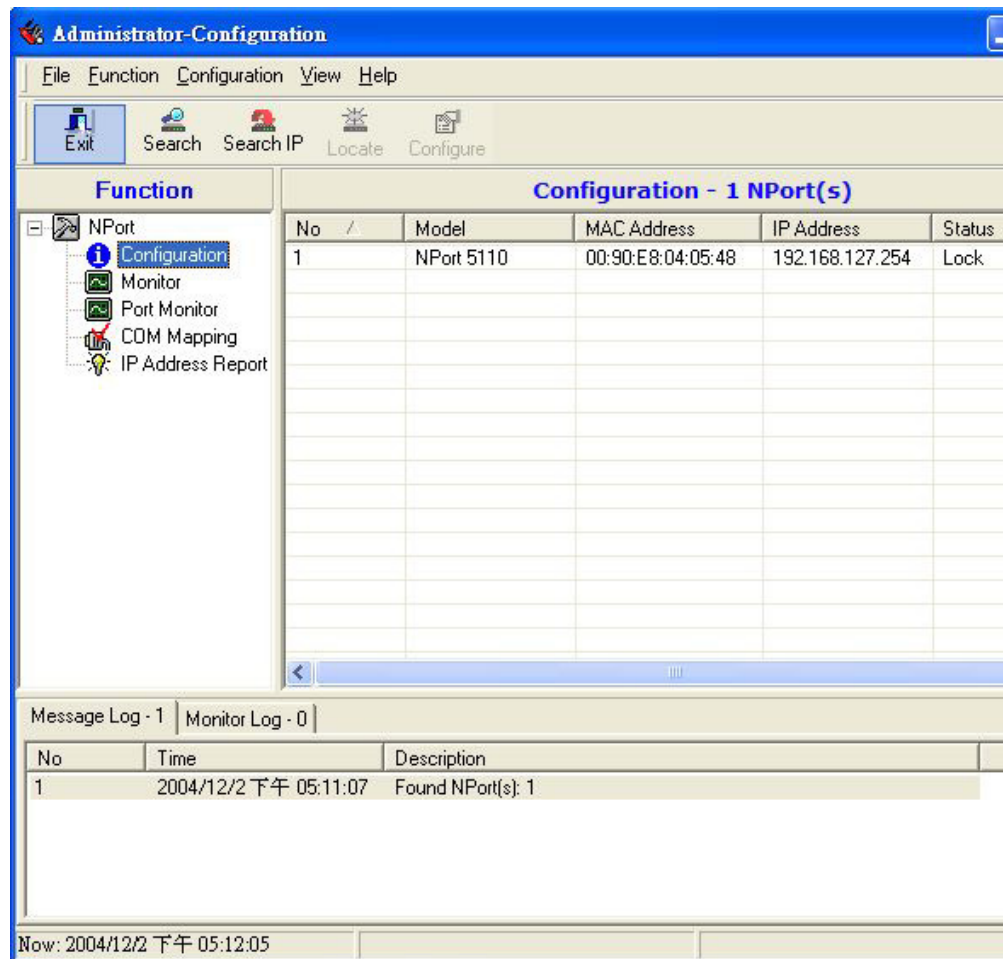 Administrator-Configuration
File Function Configuration View Help
Exit Search Search IP Locate Configure
Function
Configuration - 1 NPort(s)
NPort
Configuration
Monitor
Port Monitor
COM Mapping
IP Address Report
No Model MAC Address IP Address Status
1 NPort 5110 00:90:E8:04:05:48 192.168.127.254 Lock
Message Log - 1 Monitor Log - 0
No Time Description
1 2004/12/2 下午 05:11:07 Found NPort(s): 1
Now: 2004/12/2 下午 05:12:05